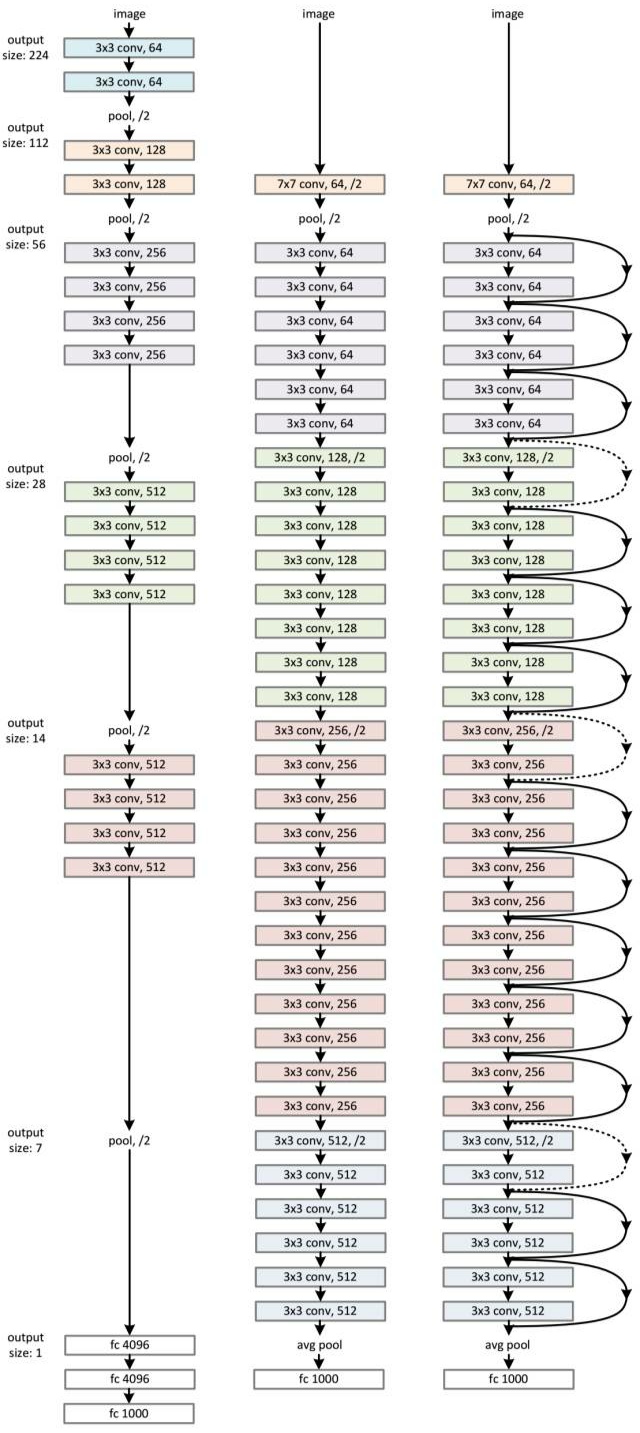 image
output
size: 224
3x3 conv, 64
3x3 conv, 64
pool, /2
output
size: 112
3x3 conv, 128
3x3 conv, 128
pool, /2
output
size: 56
3x3 conv, 256
3x3 conv, 256
3x3 conv, 256
3x3 conv, 256
pool, /2
output
size: 28
3x3 conv, 512
3x3 conv, 512
3x3 conv, 512
3x3 conv, 512
pool, /2
output
size: 14
3x3 conv, 512
3x3 conv, 512
3x3 conv, 512
3x3 conv, 512
output
size: 7
pool, /2
output
size: 1
fc 4096
fc 4096
fc 1000
image
7x7 conv, 64, /2
pool, /2
3x3 conv, 64
3x3 conv, 64
3x3 conv, 64
3x3 conv, 64
3x3 conv, 64
3x3 conv, 64
3x3 conv, 128, /2
3x3 conv, 128
3x3 conv, 128
3x3 conv, 128
3x3 conv, 128
3x3 conv, 128
3x3 conv, 128
3x3 conv, 128
3x3 conv, 256, /2
3x3 conv, 256
3x3 conv, 256
3x3 conv, 256
3x3 conv, 256
3x3 conv, 256
3x3 conv, 256
3x3 conv, 256
3x3 conv, 256
3x3 conv, 256
3x3 conv, 256
3x3 conv, 256
3x3 conv, 512, /2
3x3 conv, 512
3x3 conv, 512
3x3 conv, 512
3x3 conv, 512
3x3 conv, 512
avg pool
fc 1000
image
7x7 conv, 64, /2
pool, /2
3x3 conv, 64
3x3 conv, 64
3x3 conv, 64
3x3 conv, 64
3x3 conv, 64
3x3 conv, 64
3x3 conv, 128, /2
3x3 conv, 128
3x3 conv, 128
3x3 conv, 128
3x3 conv, 128
3x3 conv, 128
3x3 conv, 128
3x3 conv, 128
3x3 conv, 256, /2
3x3 conv, 256
3x3 conv, 256
3x3 conv, 256
3x3 conv, 256
3x3 conv, 256
3x3 conv, 256
3x3 conv, 256
3x3 conv, 256
3x3 conv, 256
3x3 conv, 256
3x3 conv, 256
3x3 conv, 512, /2
3x3 conv, 512
3x3 conv, 512
3x3 conv, 512
3x3 conv, 512
3x3 conv, 512
avg pool
fc 1000